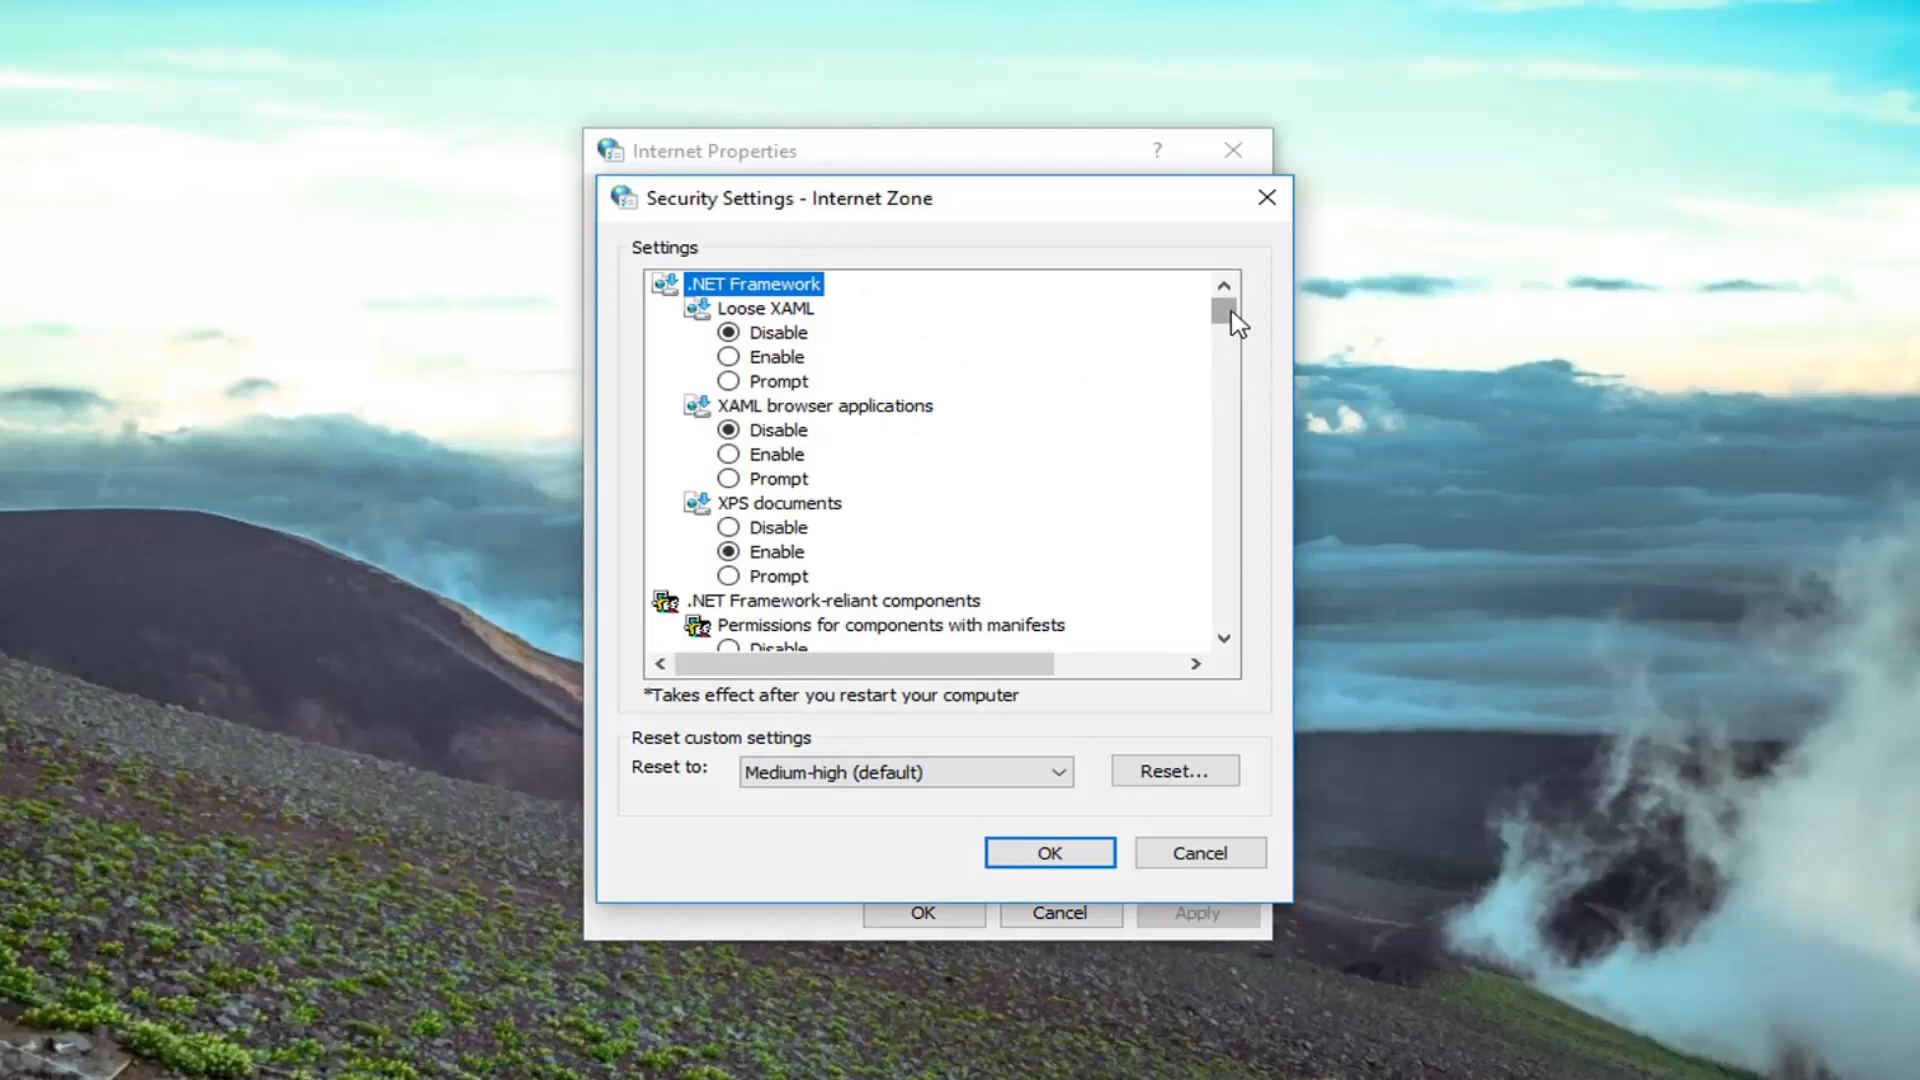 Internet Properties
?
Security Settings - Internet Zone
Settings
.NET Framework
Loose XAML
Disable
Enable
Prompt
XAML browser applications
Disable
Enable
Prompt
XPS documents
Disable
Enable
Prompt
.NET Framework-reliant components
Permissions for components with manifests
Disable
*Takes effect after you restart your computer
Reset custom settings
Reset to: Medium-high (default) Reset...
OK Cancel
OK Cancel Apply